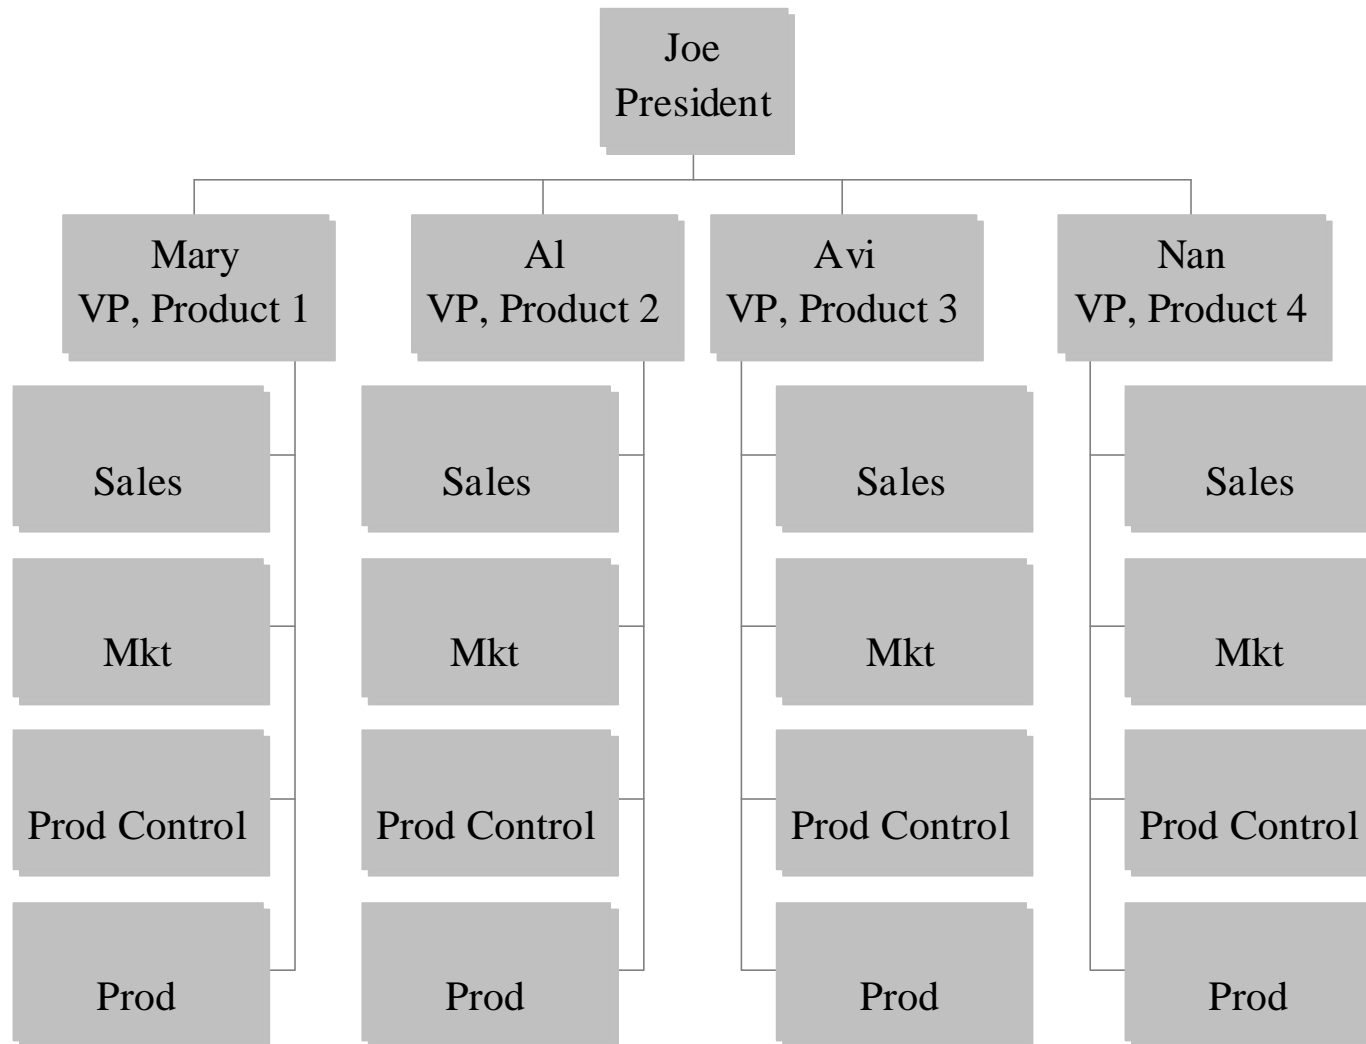 Joe
President
Mary
VP, Product 1
Al
VP, Product 2
Avi
VP, Product 3
Nan
VP, Product 4
Sales
Sales
Sales
Sales
Mkt
Mkt
Mkt
Mkt
Prod Control
Prod Control
Prod Control
Prod Control
Prod
Prod
Prod
Prod